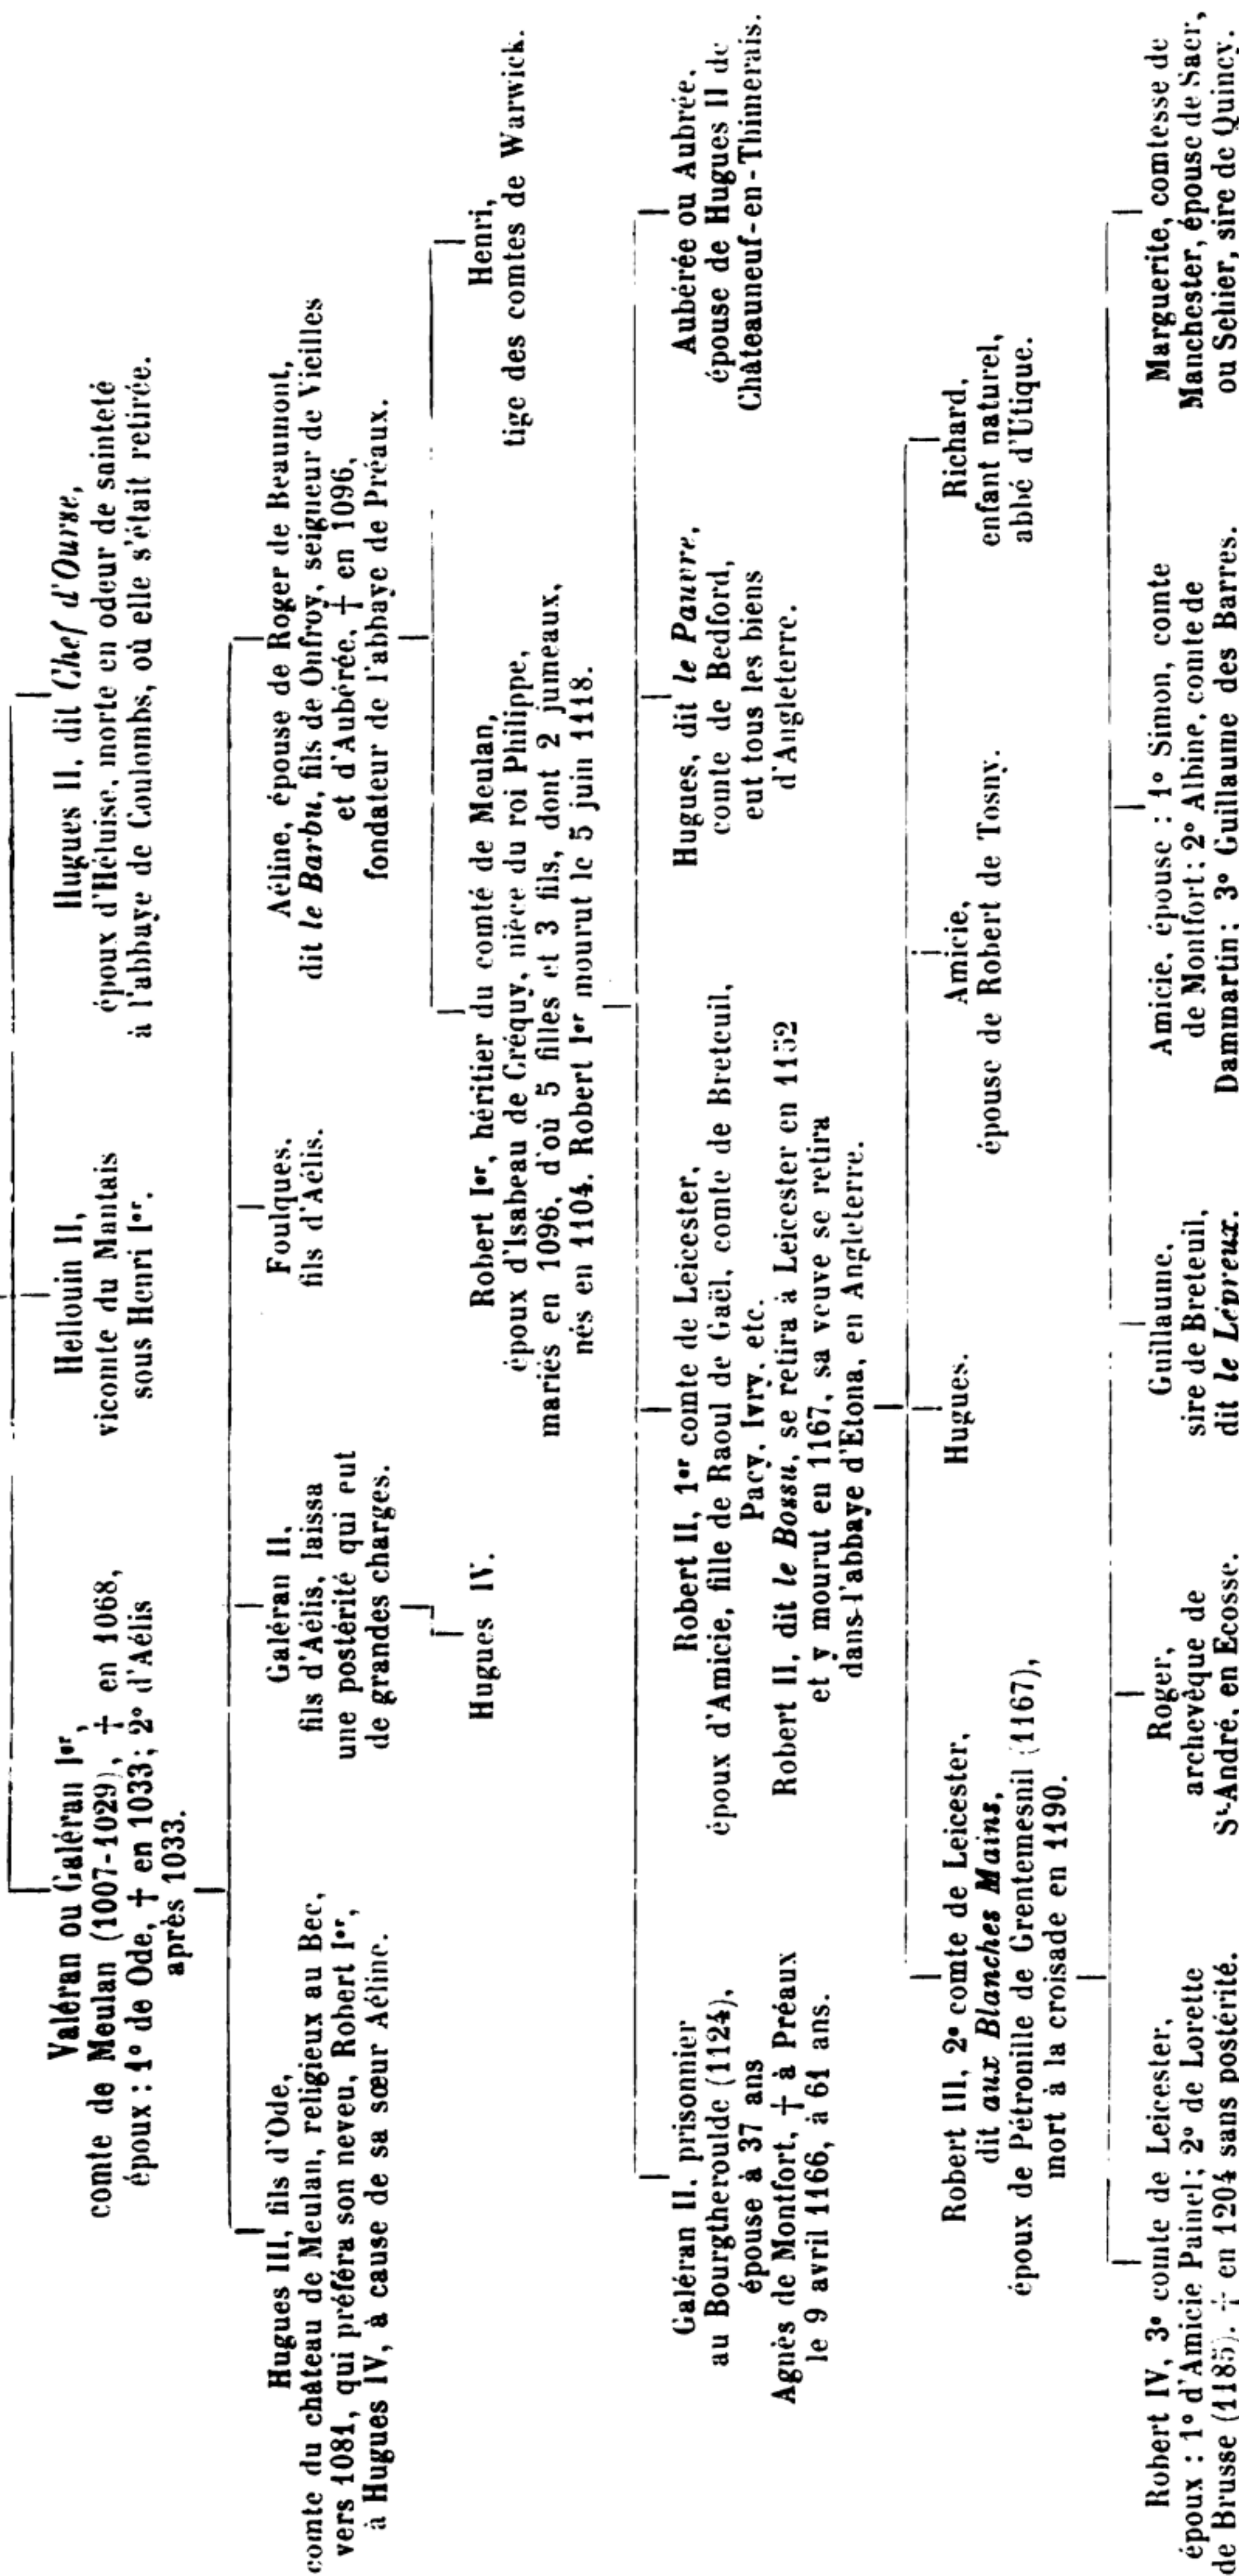 Valéran ou Galéran Ier,
comte de Meulan (1007-1029), † en 1068,
époux : 1º de Ode, † en 1033; 2º d'Aélis
après 1033.
Hellouin II,
vicomte du Mantais
sous Henri Ier.
Hugues II, dit Chef d'Ourse,
époux d'Héluise, morte en odeur de sainteté
à l'abbaye de Coulombs, où elle s'était retirée.
Hugues III, fils d'Ode,
comte du château de Meulan, religieux au Bec,
vers 1081, qui préféra son neveu, Robert Ier,
à Hugues IV, à cause de sa sœur Aéline.
Galéran II,
fils d'Aélis, laissa
une postérité qui eut
de grandes charges.
Foulques.
fils d'Aélis.
Aéline, épouse de Roger de Beaumont,
dit le Barbu, fils de Onfroy, seigneur de Vieilles
et d'Aubérée, † en 1096,
fondateur de l'abbaye de Préaux.
Hugues IV.
Robert Ier, héritier du comté de Meulan,
époux d'Isabeau de Créquy, nièce du roi Philippe,
mariés en 1096, d'où 5 filles et 3 fils, dont 2 jumeaux,
nés en 1104. Robert Ier mourut le 5 juin 1118.
Henri,
tige des comtes de Warwick.
Galéran II, prisonnier
au Bourgtheroulde (1124),
épouse à 37 ans
Agnès de Montfort, † à Préaux
le 9 avril 1166, à 61 ans.
Robert II, 1er comte de Leicester,
époux d'Amicie, fille de Raoul de Gaël, comte de Breteuil,
Pacy, Ivry, etc.
Robert II, dit le Bossu, se retira à Leicester en 1152
et y mourut en 1167, sa veuve se retira
dans l'abbaye d'Etona, en Angleterre.
Hugues, dit le Pauvre,
comte de Bedford,
eut tous les biens
d'Angleterre.
Aubérée ou Aubrée,
épouse de Hugues II de
Châteauneuf-en-Thimerais.
Robert III, 2e comte de Leicester,
dit aux Blanches Mains,
époux de Pétronille de Grentemesnil (1167),
mort à la croisade en 1190.
Hugues.
Amicie,
épouse de Robert de Tosny.
Richard,
enfant naturel,
abbé d'Utique.
Robert IV, 3e comte de Leicester,
époux : 1º d'Amicie Painel; 2º de Lorette
de Brusse (1185), † en 1204 sans postérité.
Roger,
archevêque de
St-André, en Ecosse.
Guillaume,
sire de Breteuil,
dit le Lépreux.
Amicie, épouse : 1º Simon, comte
de Montfort; 2º Albine, comte de
Dammartin; 3º Guillaume des Barres.
Marguerite, comtesse de
Manchester, épouse de Saer,
ou Sehier, sire de Quincy.